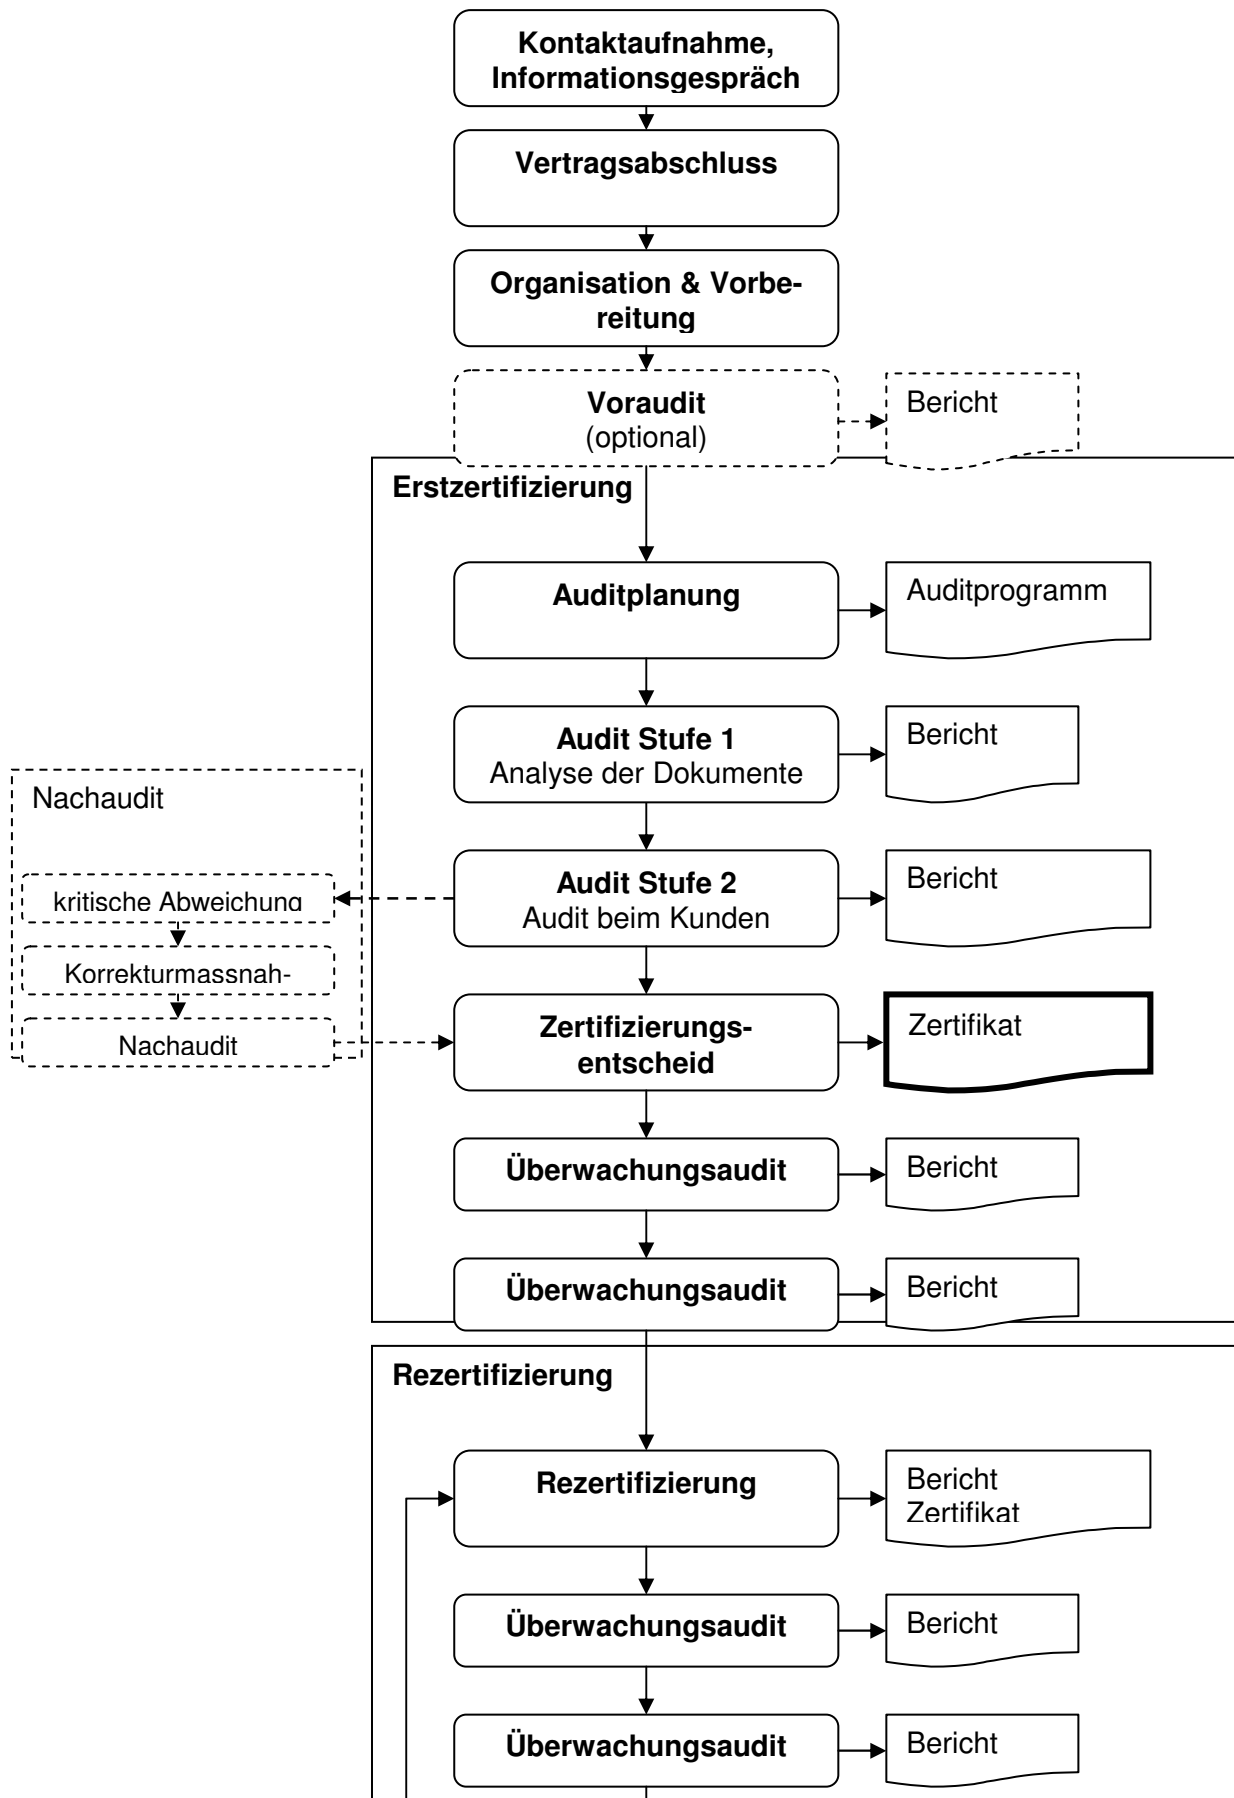 Kontaktaufnahme,
Informationsgespräch
Vertragsabschluss
Organisation & Vorbe-
reitung
Voraudit
(optional)
Bericht
Erstzertifizierung
Auditplanung
Auditprogramm
Audit Stufe 1
Analyse der Dokumente
Bericht
Nachaudit
kritische Abweichung
Korrekturmassnah-
Nachaudit
Audit Stufe 2
Audit beim Kunden
Bericht
Zertifizierungs-
entscheid
Zertifikat
Überwachungsaudit
Bericht
Überwachungsaudit
Bericht
Rezertifizierung
Rezertifizierung
Bericht
Zertifikat
Überwachungsaudit
Bericht
Überwachungsaudit
Bericht